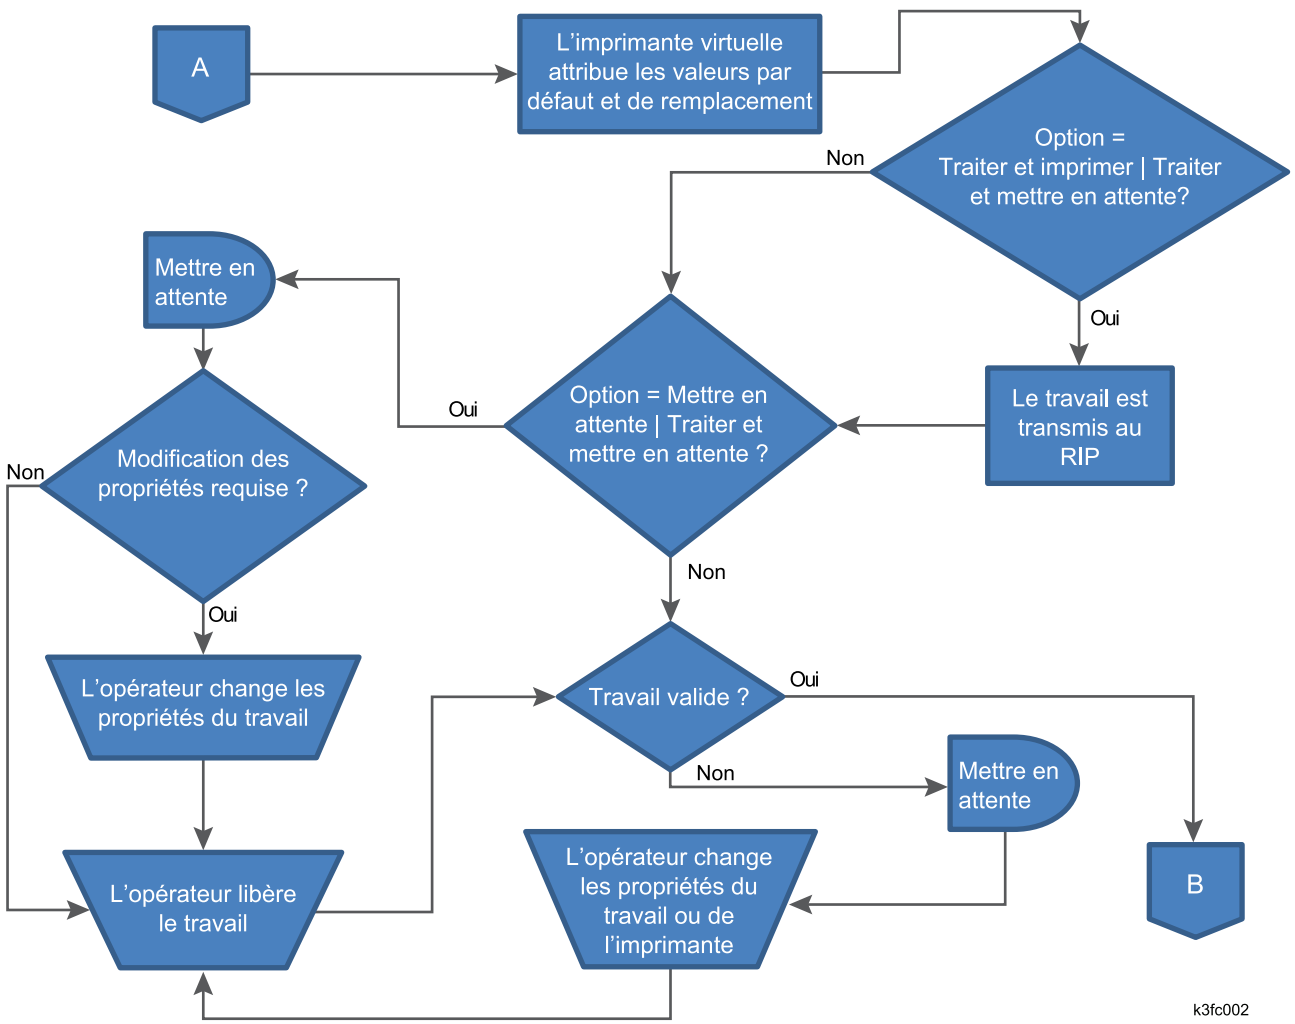 A
L'imprimante virtuelle
attribue les valeurs par
défaut et de remplacement
Option =
Traiter et imprimer | Traiter
et mettre en attente?
Non
Oui
Mettre en
attente
Option = Mettre en
attente | Traiter et
mettre en attente ?
Oui
Le travail est
transmis au
RIP
Non
Modification des
propriétés requise ?
Non
Oui
L'opérateur change les
propriétés du travail
Travail valide ?
Oui
Non
Mettre en
attente
L'opérateur change
les propriétés du
travail ou de
l'imprimante
L'opérateur libère
le travail
B
k3fc002